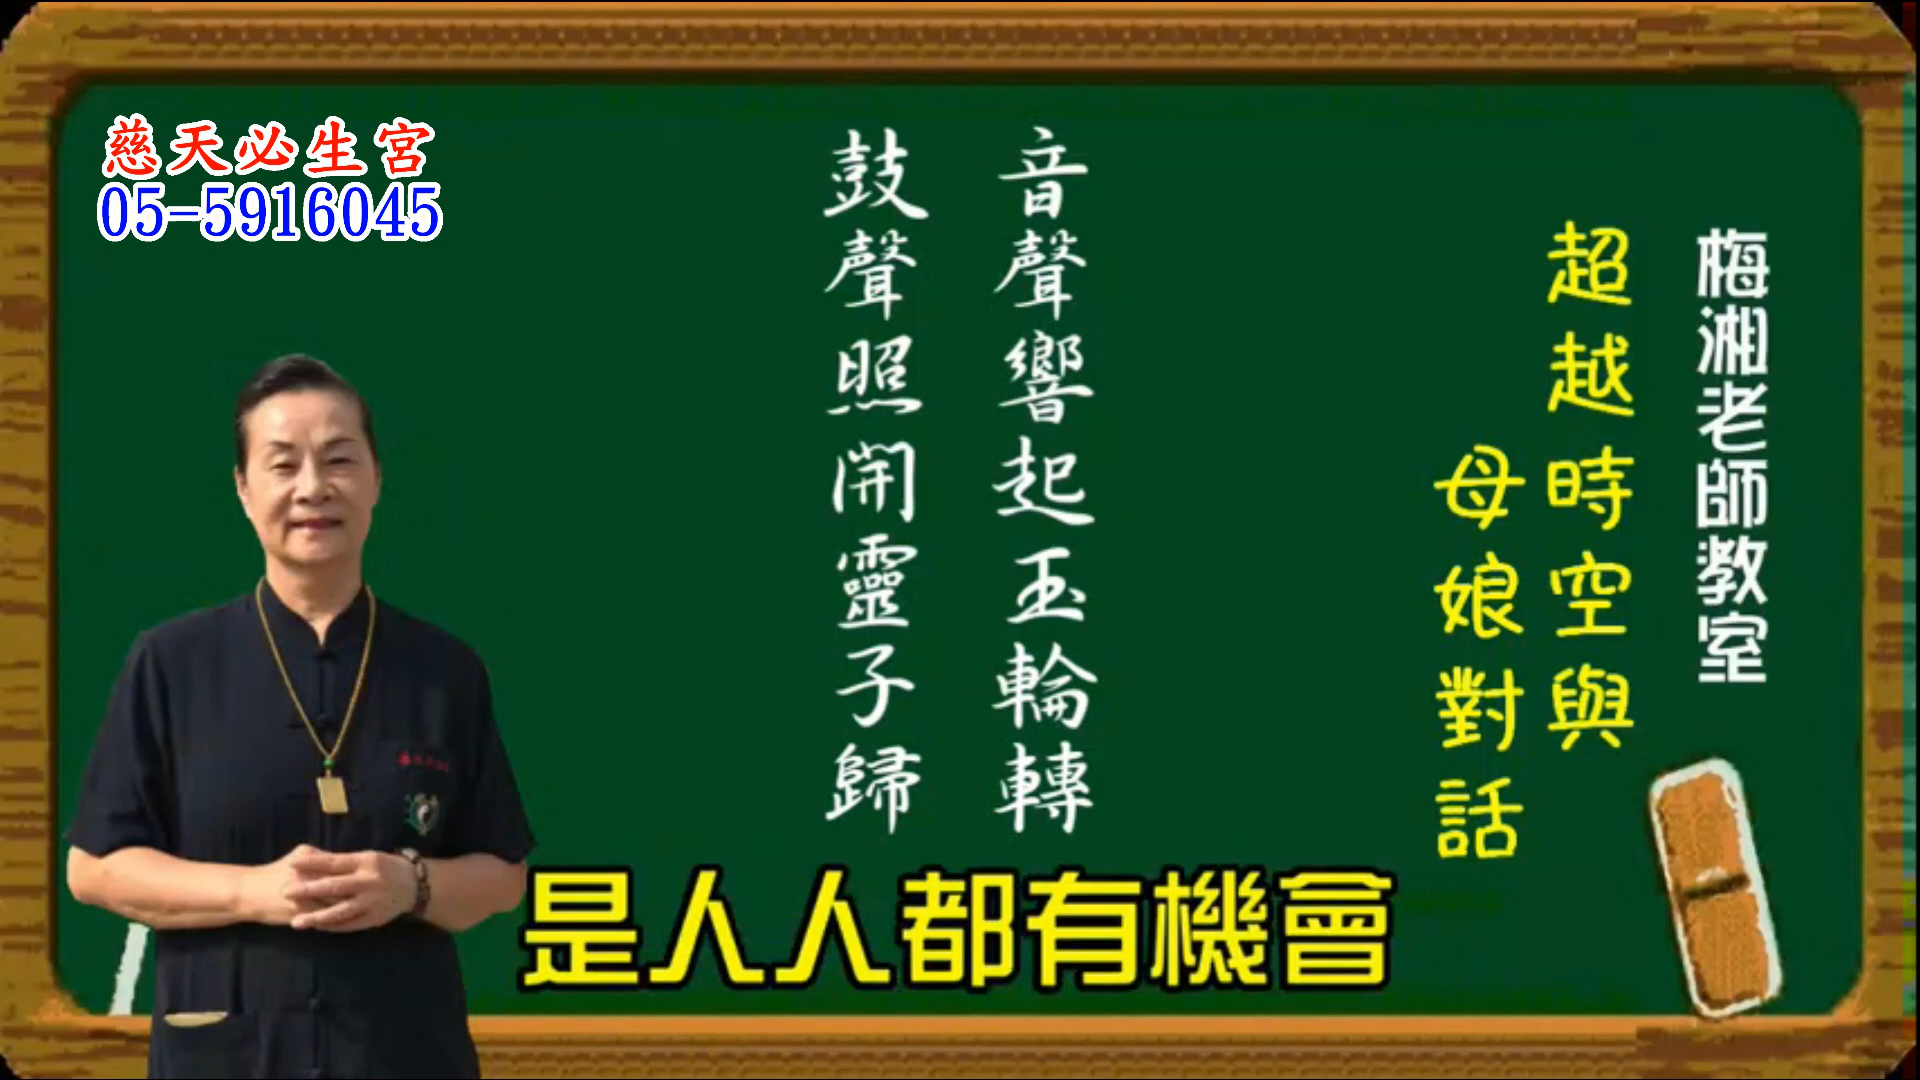 慈天必生宮
05-5916045
梅湘老師教室
超越時空與
母娘對話
音聲響起玉輪轉
鼓聲照開靈子歸
是人人都有機會